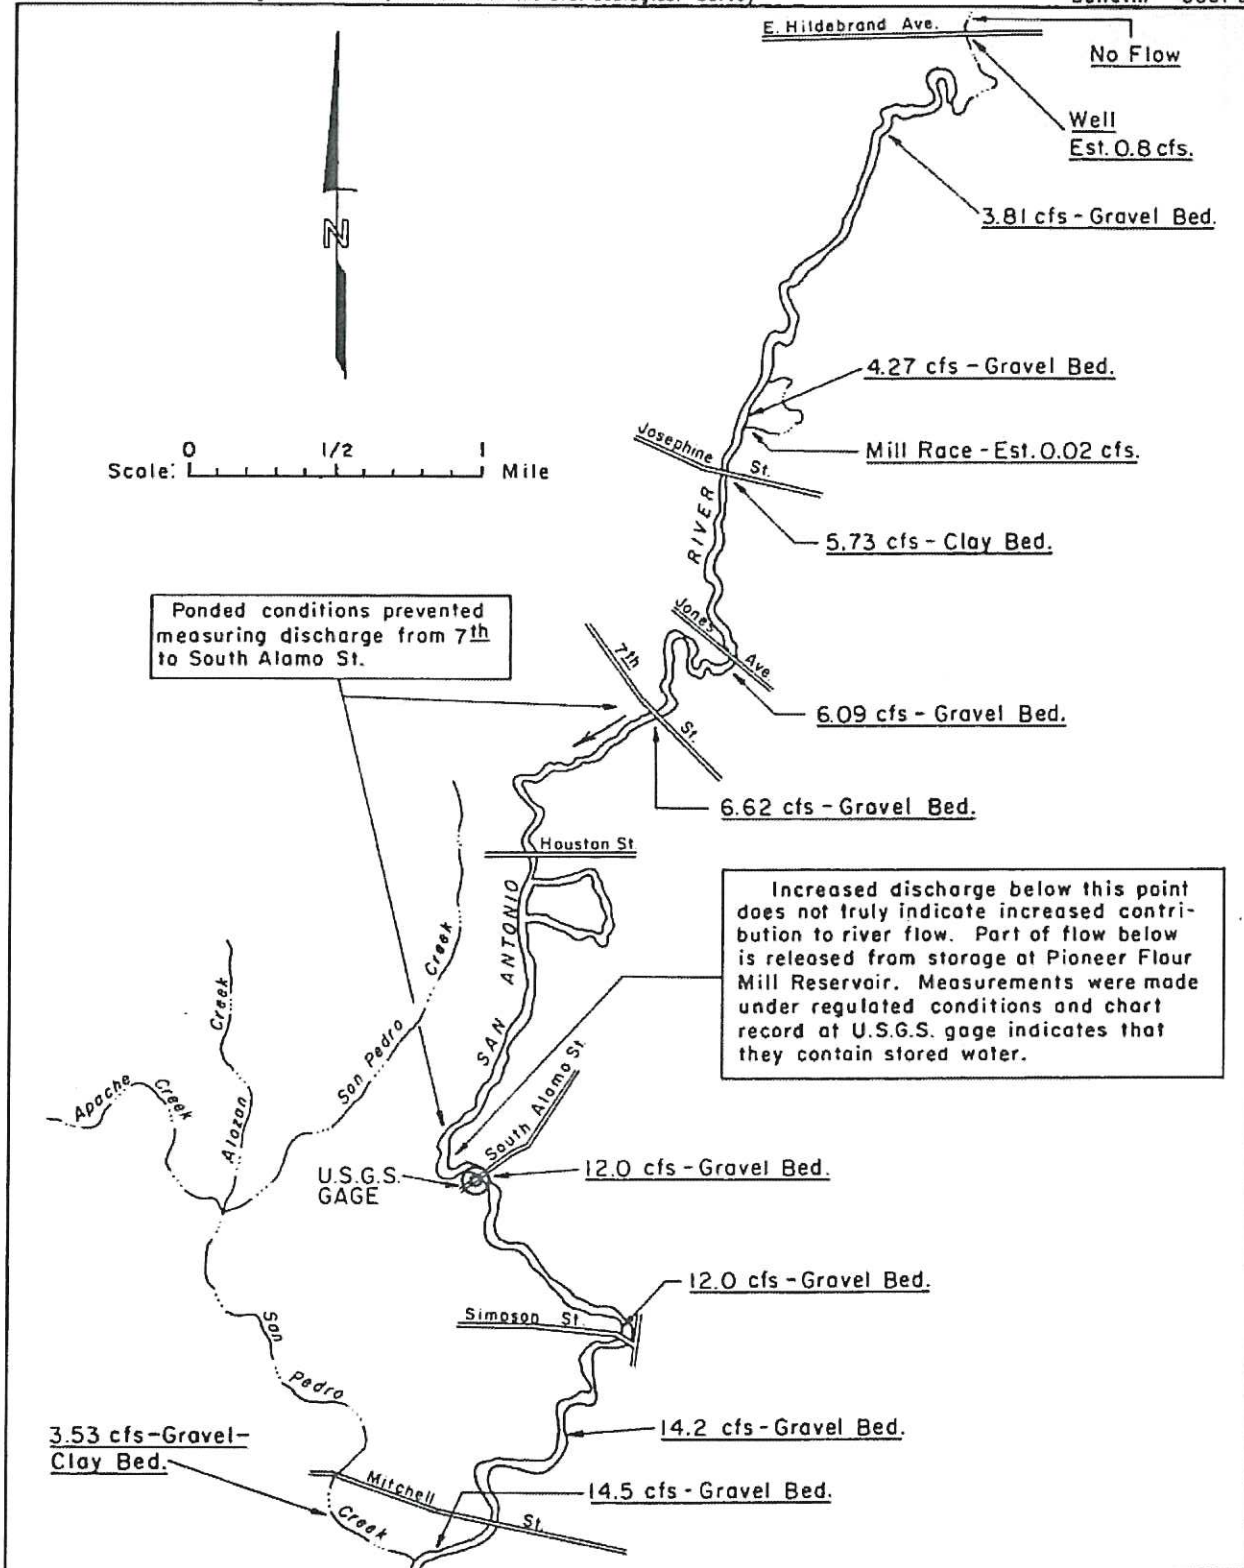 E. Hildebrand Ave.
No Flow
Well
Est. 0.8 cfs.
3.81 cfs - Gravel Bed.
N
4.27 cfs - Gravel Bed.
0 1/2 1
Scale: Mile
Josephine St.
Mill Race - Est. 0.02 cfs.
RIVER
5.73 cfs - Clay Bed.
Ponded conditions prevented
measuring discharge from 7th
to South Alamo St.
Jones Ave.
7th St.
6.09 cfs - Gravel Bed.
6.62 cfs - Gravel Bed.
Houston St.
Increased discharge below this point
does not truly indicate increased contri-
bution to river flow. Part of flow below
is released from storage at Pioneer Flour
Mill Reservoir. Measurements were made
under regulated conditions and chart
record at U.S.G.S. gage indicates that
they contain stored water.
SAN ANTONIO
San Pedro Creek
Alazan Creek
Apache Creek
South Alamo St.
U.S.G.S.
GAGE
12.0 cfs - Gravel Bed.
12.0 cfs - Gravel Bed.
Simpson St.
San Pedro Creek
14.2 cfs - Gravel Bed.
3.53 cfs - Gravel-
Clay Bed.
Mitchell St.
14.5 cfs - Gravel Bed.